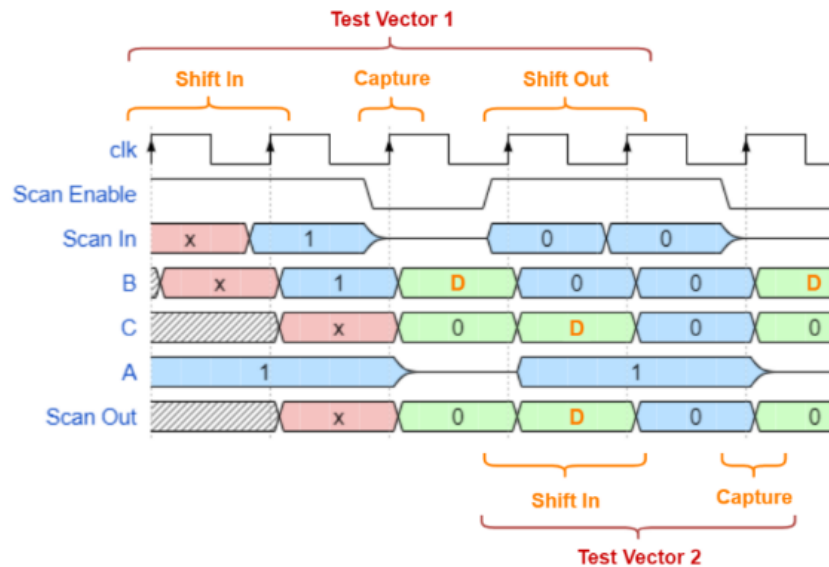 Test Vector 1
Shift In Capture Shift Out
clk
Scan Enable
Scan In x 1 0 0
B x 1 D 0 0 D
C x 0 D 0 0
A 1 1
Scan Out x 0 D 0 0
Shift In Capture
Test Vector 2